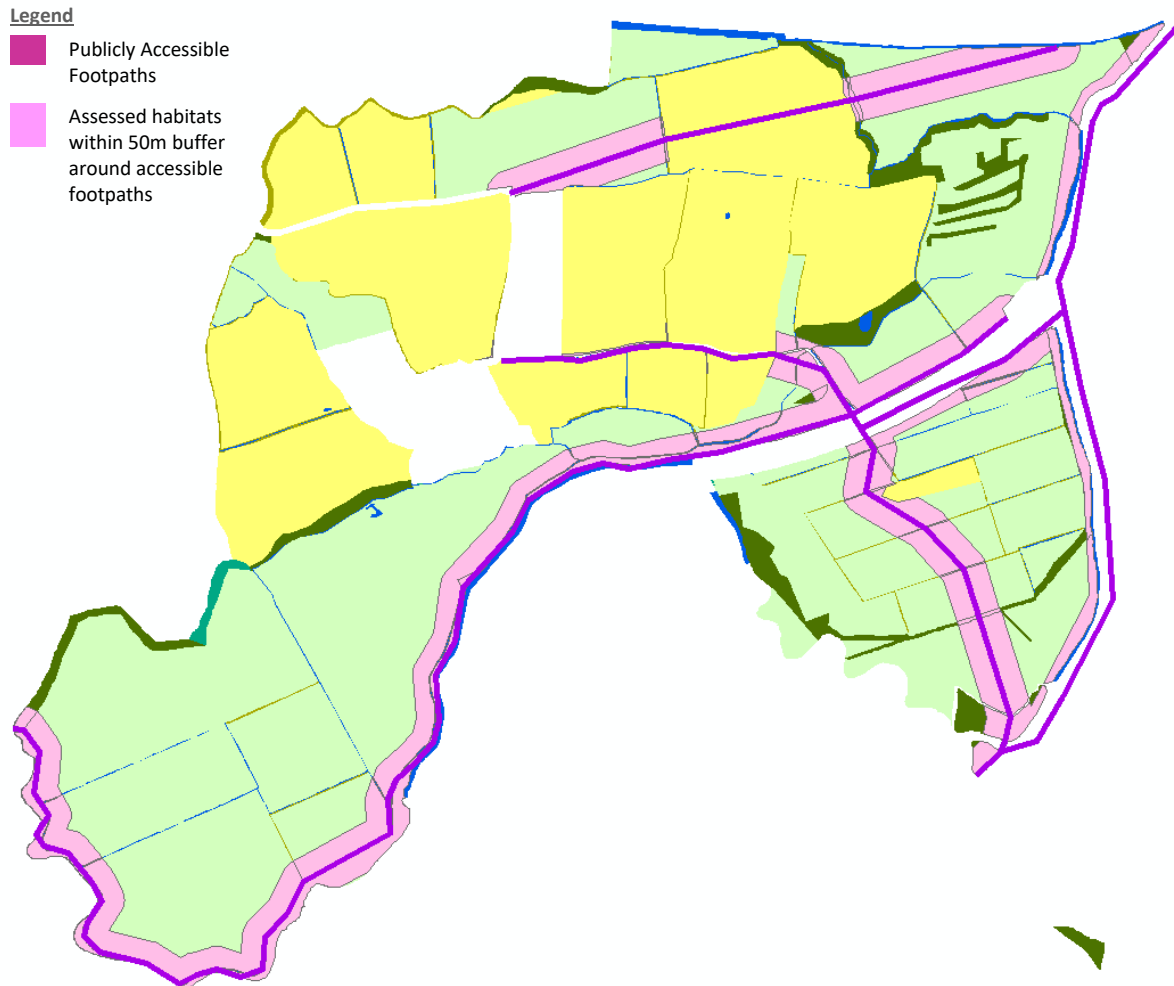 Legend
Publicly Accessible
Footpaths
Assessed habitats
within 50m buffer
around accessible
footpaths